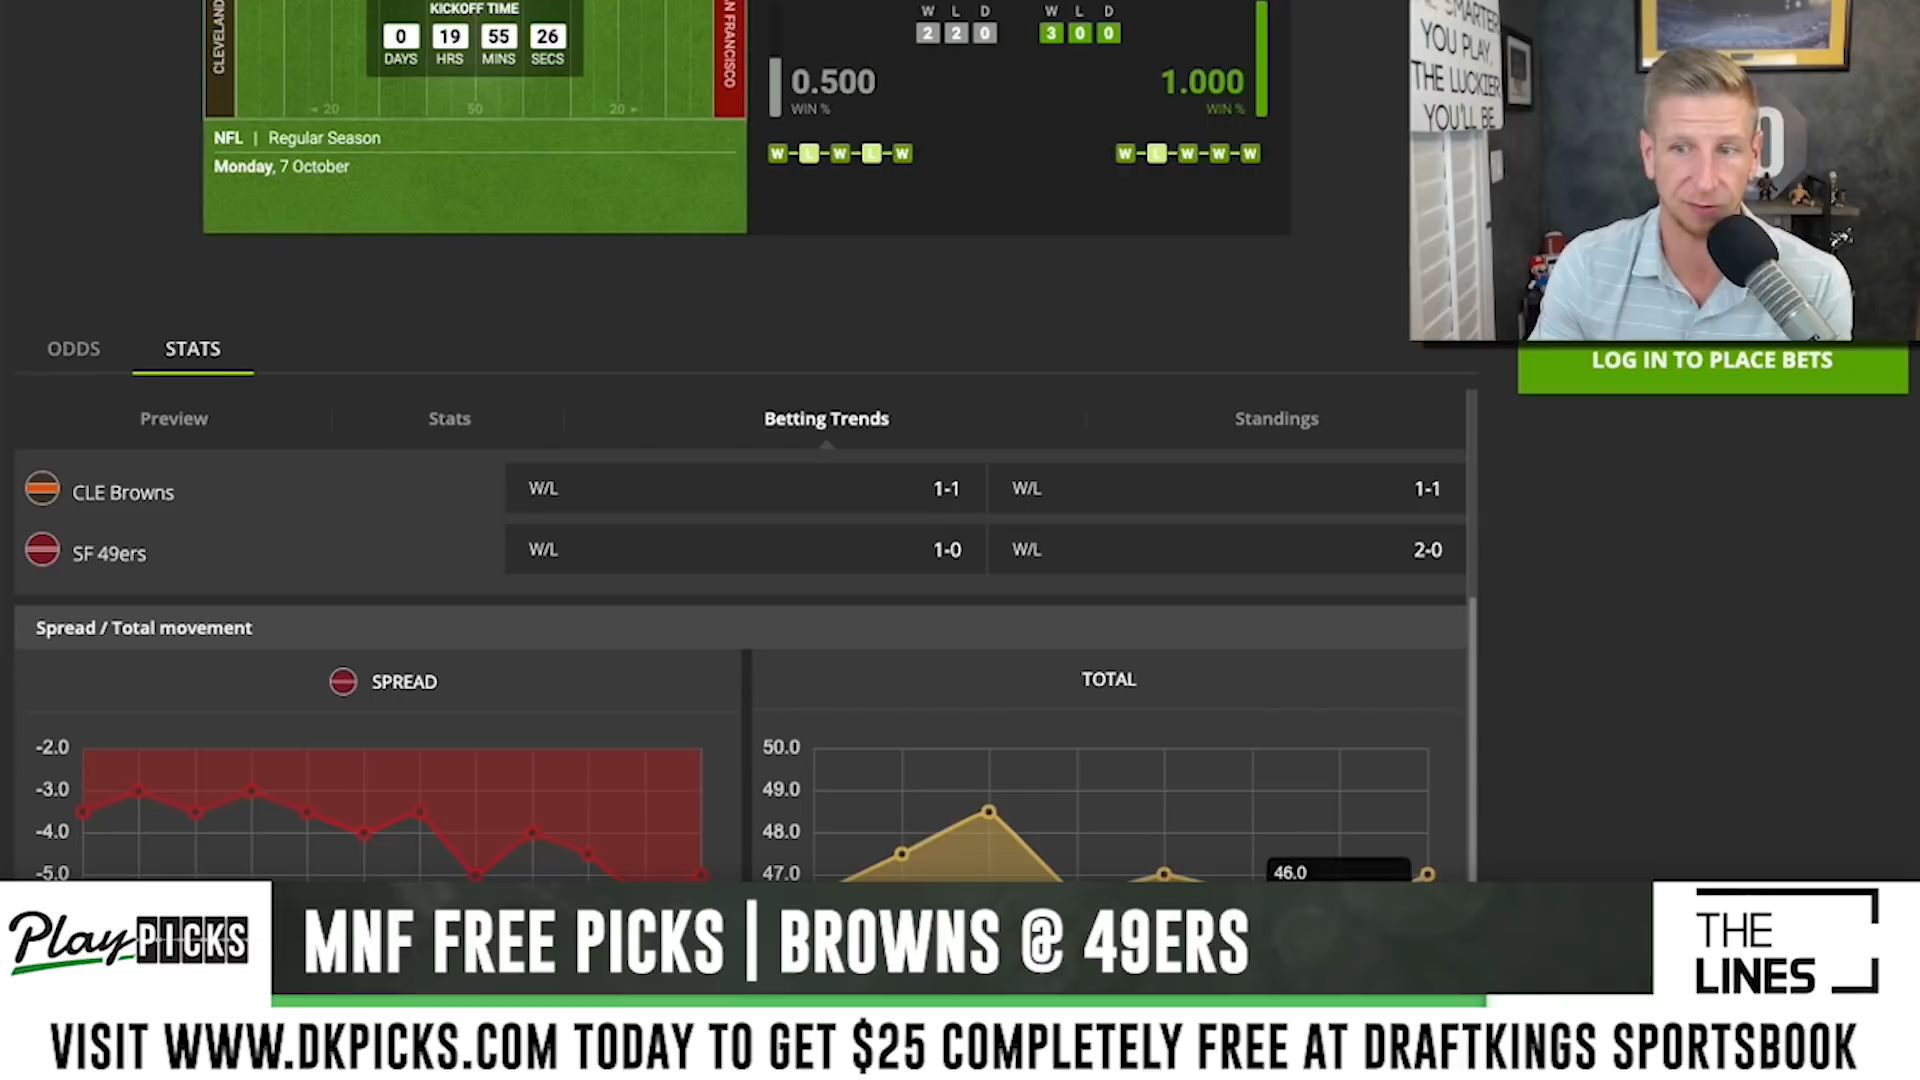 CLEVELAND
N FRANCISCO
KICKOFF TIME
0 19 55 26
DAYS HRS MINS SECS
20 50 20
NFL | Regular Season
Monday, 7 October
W L D
2 2 0
W L D
3 0 0
0.500
WIN %
1.000
WIN %
W L W L W
W L W W W
SMARTER
YOU PLAY,
THE LUCKIER
YOU'LL BE
LOG IN TO PLACE BETS
ODDS STATS
Preview Stats Betting Trends Standings
CLE Browns W/L 1-1 W/L 1-1
SF 49ers W/L 1-0 W/L 2-0
Spread / Total movement
SPREAD
TOTAL
-2.0
-3.0
-4.0
-5.0
50.0
49.0
48.0
47.0
46.0
Play PICKS
MNF FREE PICKS | BROWNS @ 49ERS
THE
LINES
VISIT WWW.DKPICKS.COM TODAY TO GET $25 COMPLETELY FREE AT DRAFTKINGS SPORTSBOOK